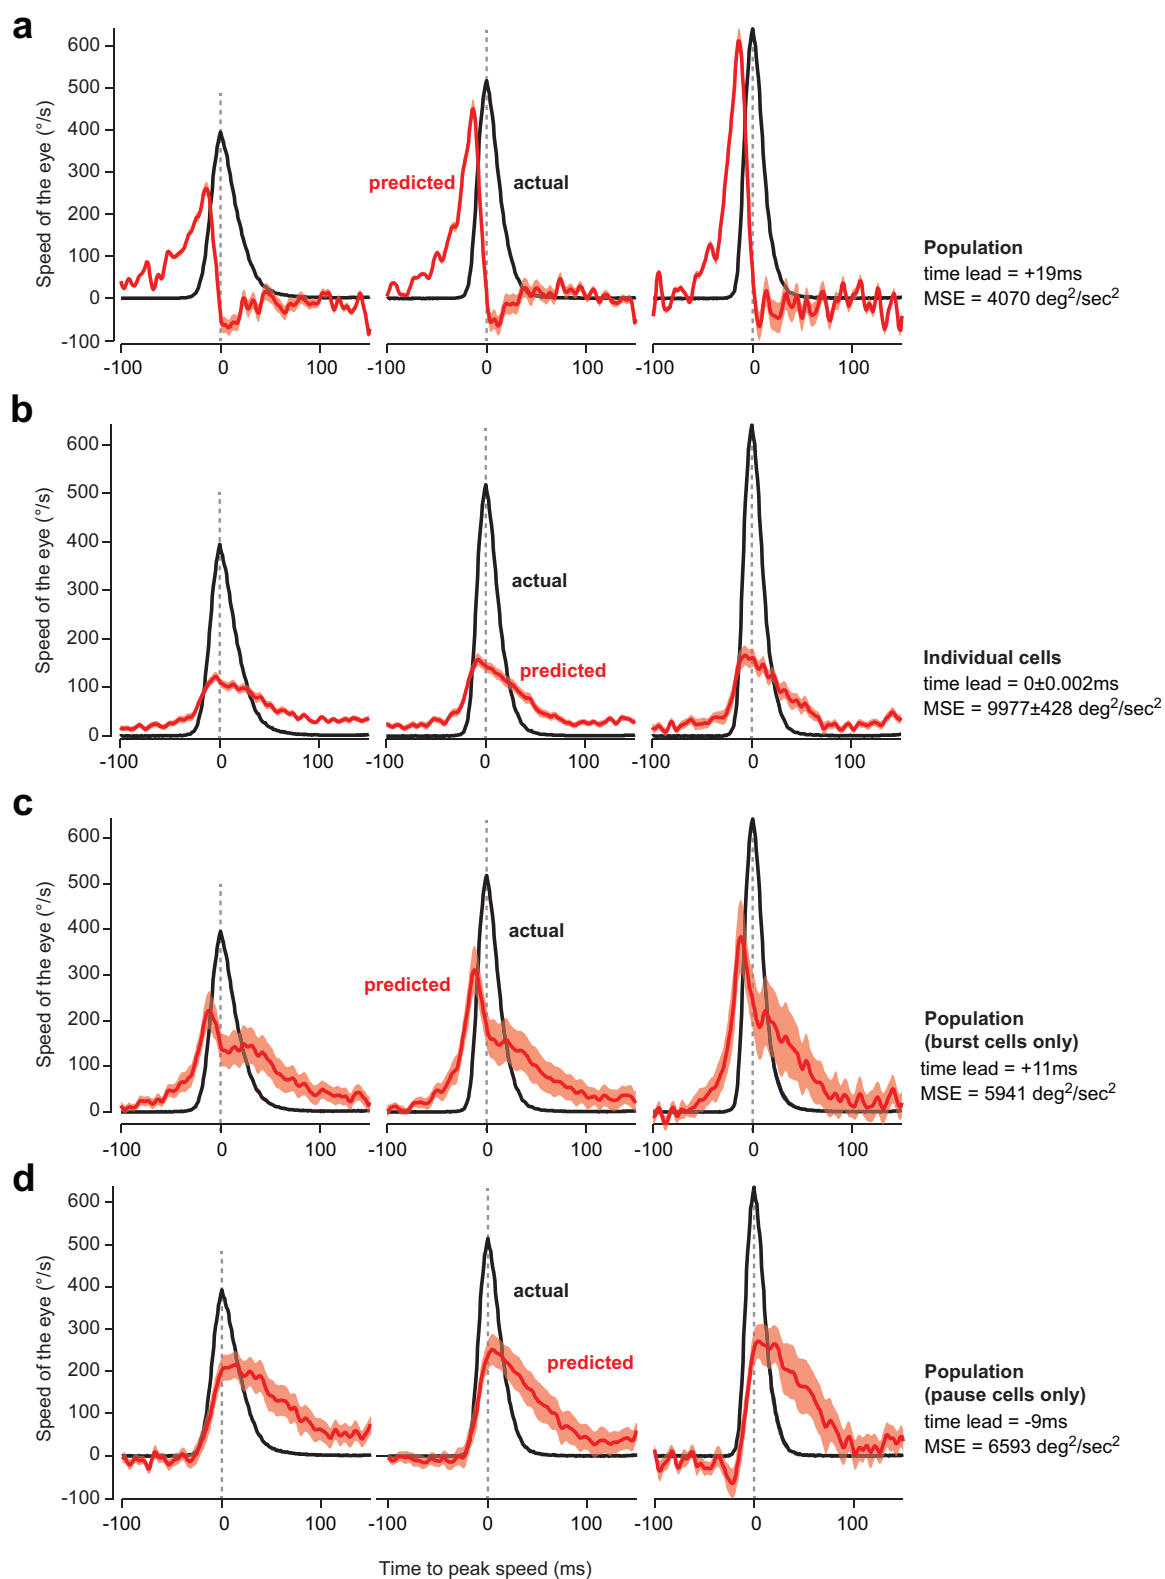 a
600
500
400
300
200
100
0
-100
Speed of the eye (°/s)
predicted
actual
-100 0 100 -100 0 100 -100 0 100
Population
time lead = +19ms
MSE = 4070 deg²/sec²
b
600
500
400
300
200
100
0
Speed of the eye (°/s)
actual
predicted
-100 0 100 -100 0 100 -100 0 100
Individual cells
time lead = 0±0.002ms
MSE = 9977±428 deg²/sec²
c
600
500
400
300
200
100
0
Speed of the eye (°/s)
actual
predicted
-100 0 100 -100 0 100 -100 0 100
Population
(burst cells only)
time lead = +11ms
MSE = 5941 deg²/sec²
d
600
500
400
300
200
100
0
-100
Speed of the eye (°/s)
actual
predicted
-100 0 100 -100 0 100 -100 0 100
Population
(pause cells only)
time lead = -9ms
MSE = 6593 deg²/sec²
Time to peak speed (ms)